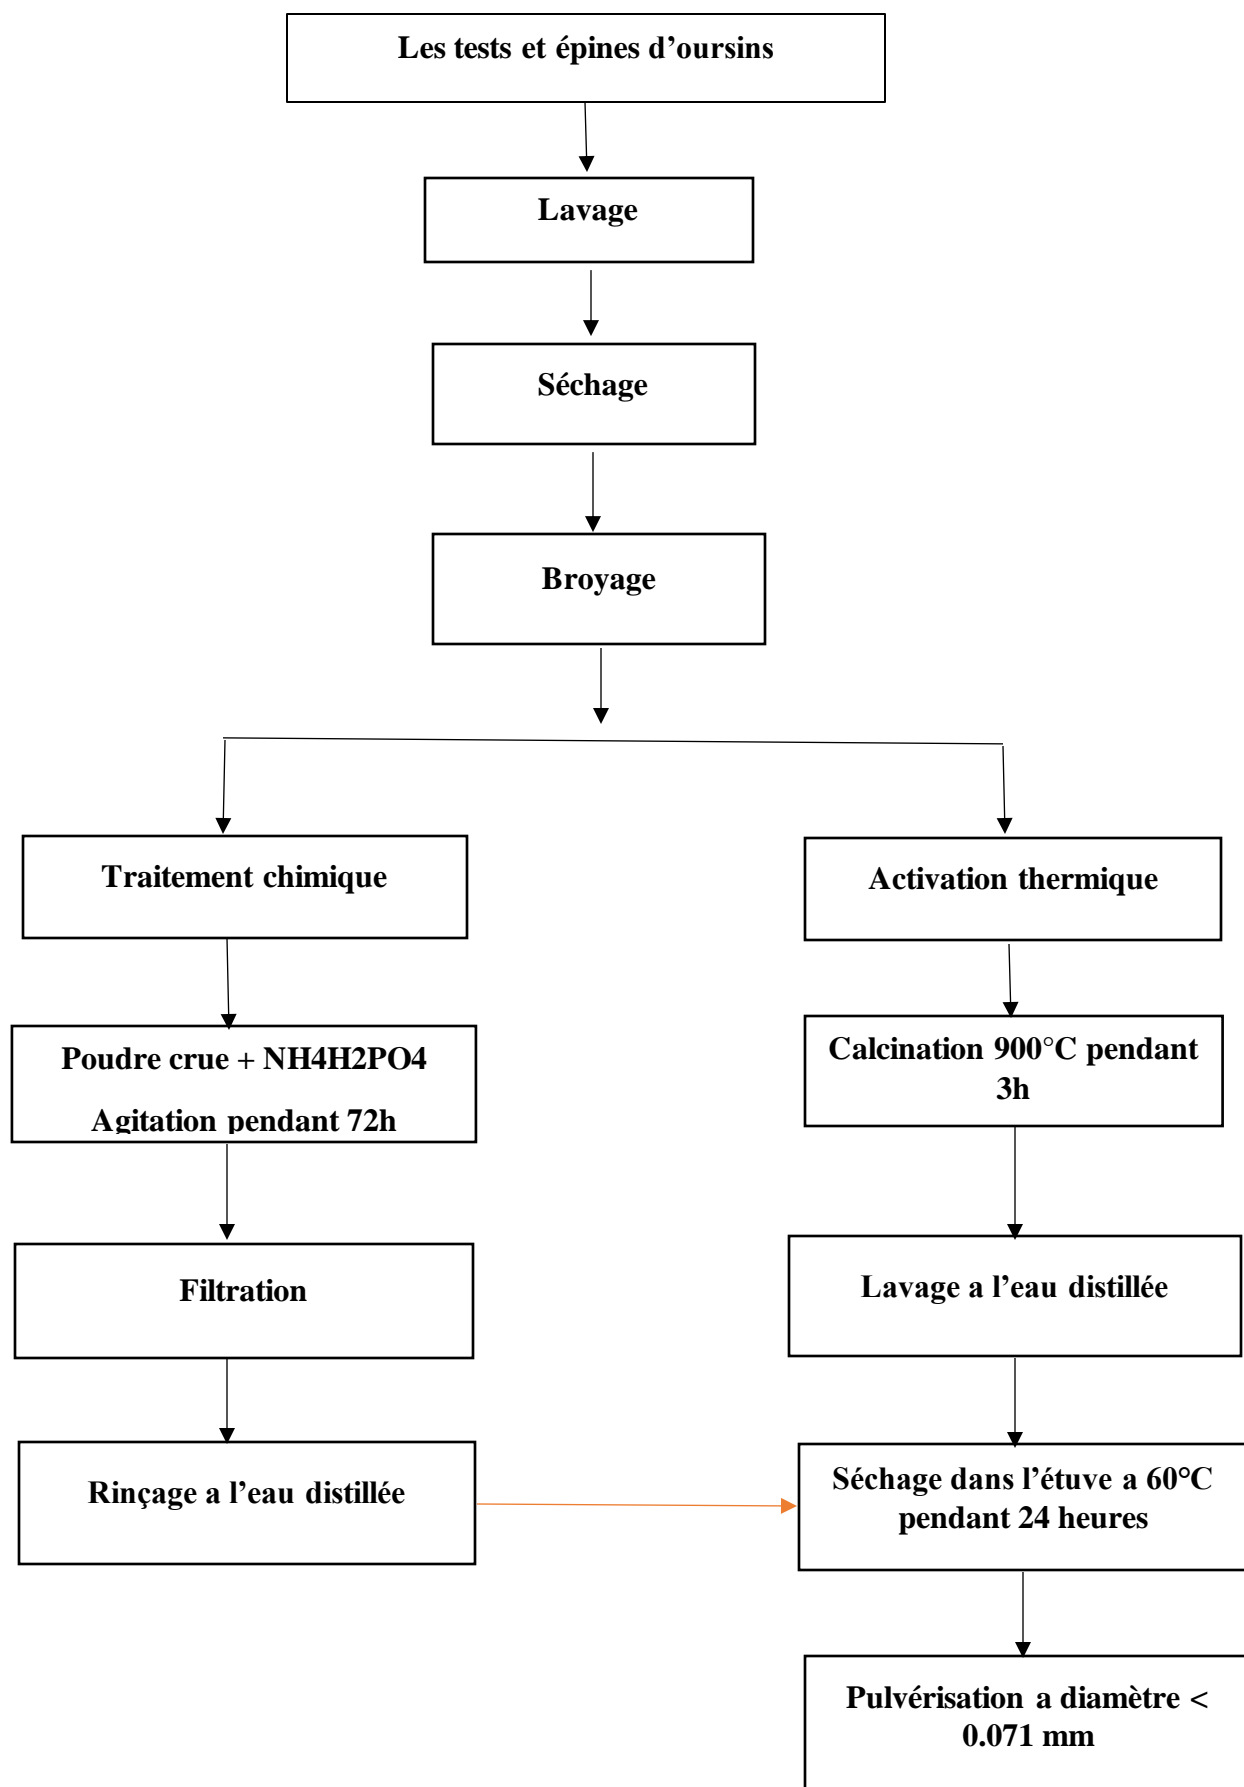 Les tests et épines d’oursins
Lavage
Séchage
Broyage
Traitement chimique
Activation thermique
Poudre crue + NH4H2PO4
Agitation pendant 72h
Calcination 900°C pendant
3h
Filtration
Lavage a l’eau distillée
Rinçage a l’eau distillée
Séchage dans l’étuve a 60°C
pendant 24 heures
Pulvérisation a diamètre <
0.071 mm